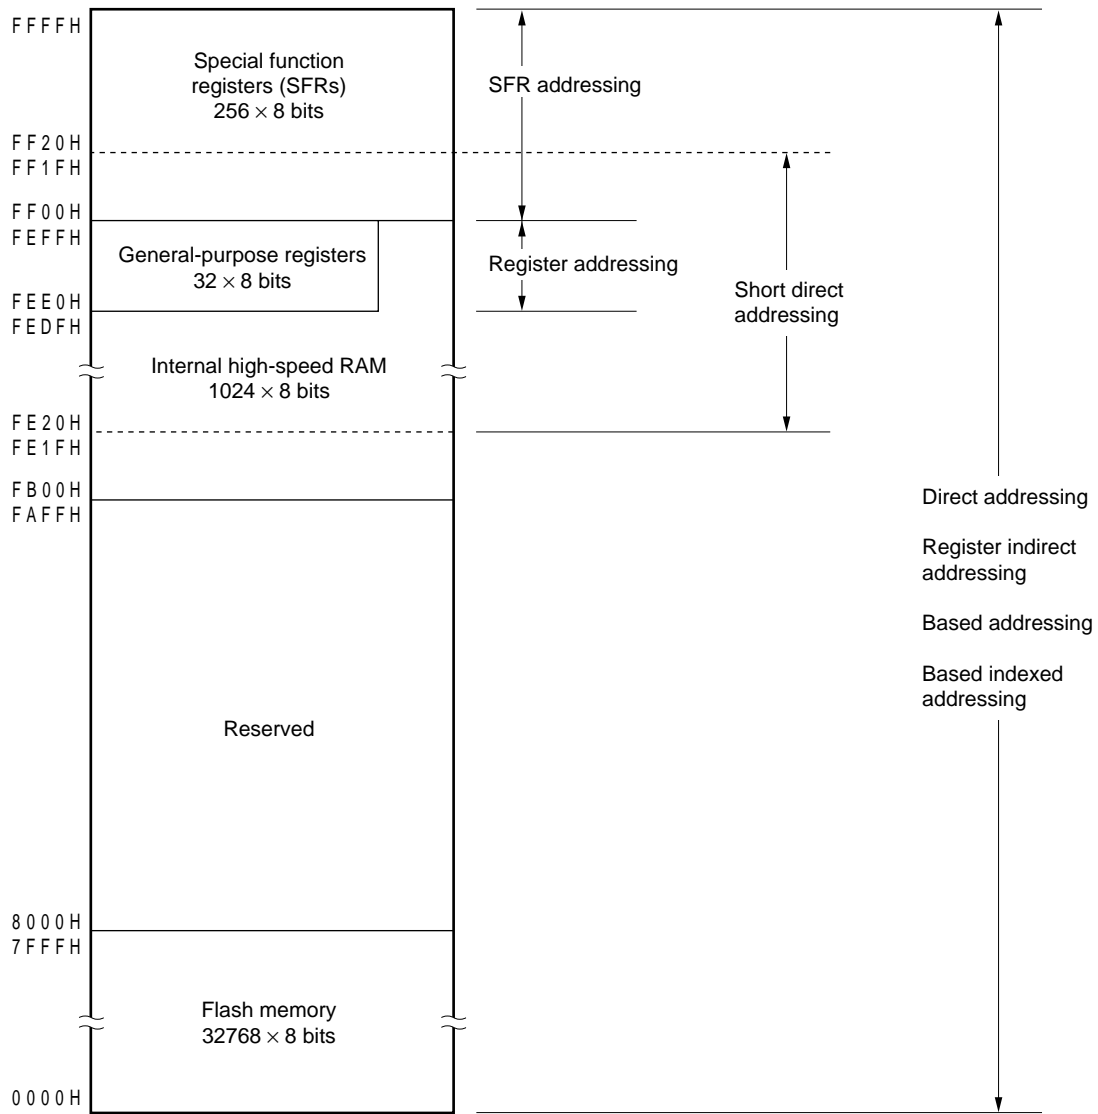 FFFFH
Special function
registers (SFRs)
256 × 8 bits
SFR addressing
FF20H
FF1FH
FF00H
FEFFH
General-purpose registers
32 × 8 bits
Register addressing
Short direct
addressing
FEE0H
FEDFH
Internal high-speed RAM
1024 × 8 bits
FE20H
FE1FH
FB00H
FAFFH
Direct addressing
Register indirect
addressing
Based addressing
Based indexed
addressing
Reserved
8000H
7FFFH
Flash memory
32768 × 8 bits
0000H